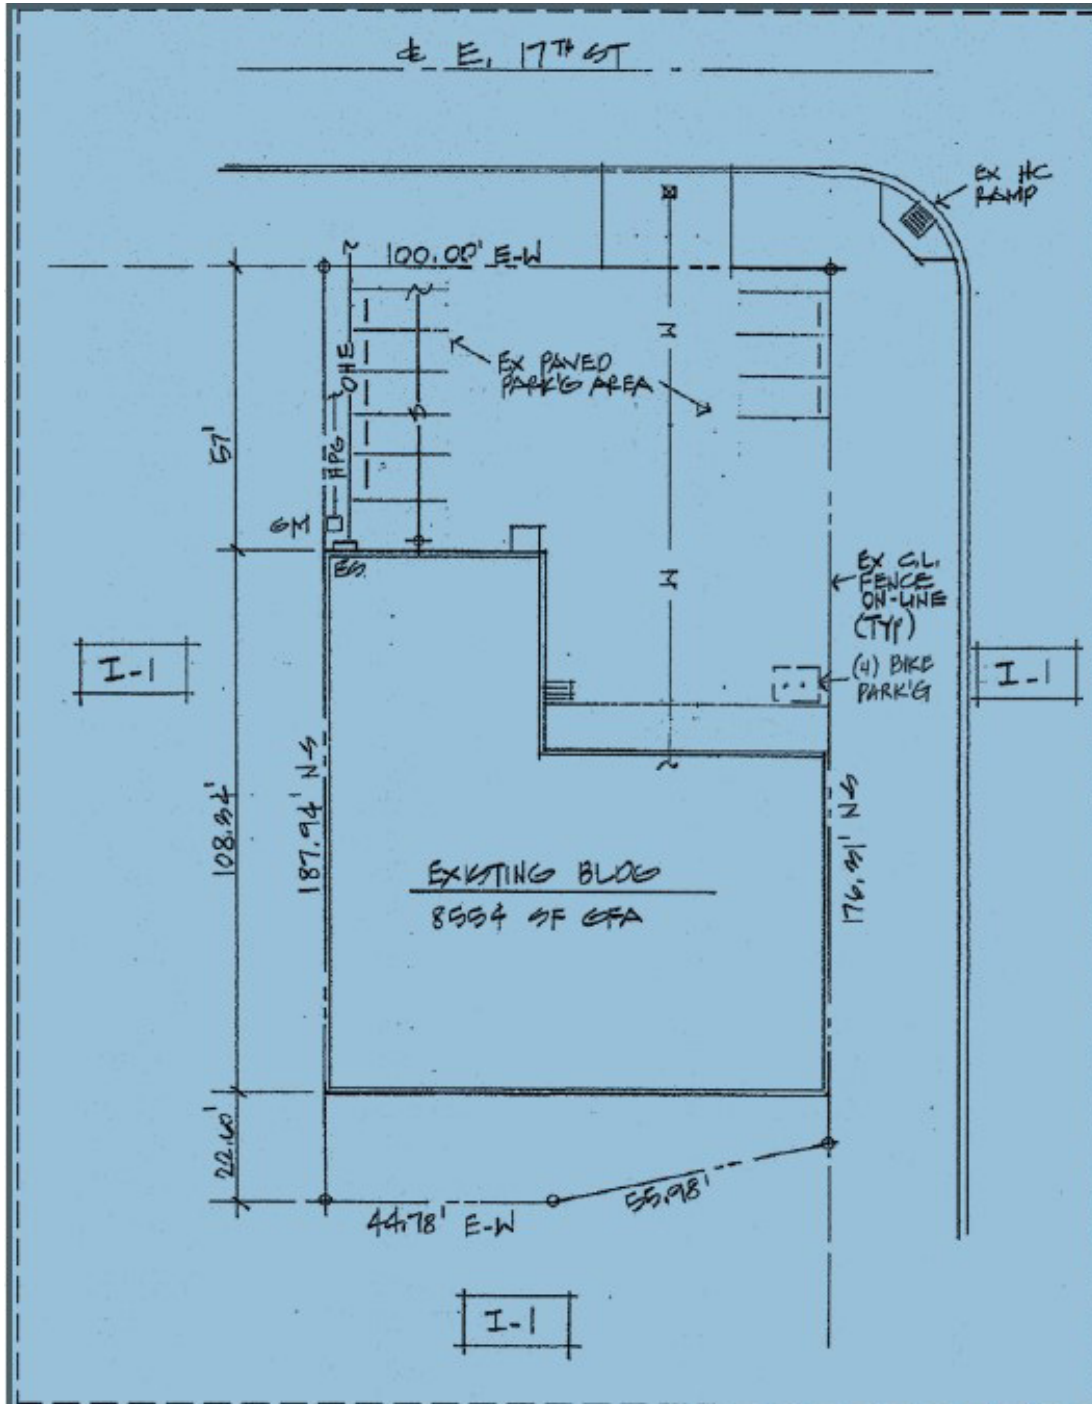 ℄ E. 17TH ST
EX HC
RAMP
100.00' E-W
EX PAVED
PARK'G AREA
OHE
HPG
57'
GM
ES.
S
W
W
EX C.L.
FENCE
ON-LINE
(TYP)
(4) BIKE
PARK'G
I-1
I-1
187.94' N-S
108.34'
176.31' N-S
EXISTING BLDG
8554 SF GFA
22.60'
44.78' E-W
55.98'
I-1